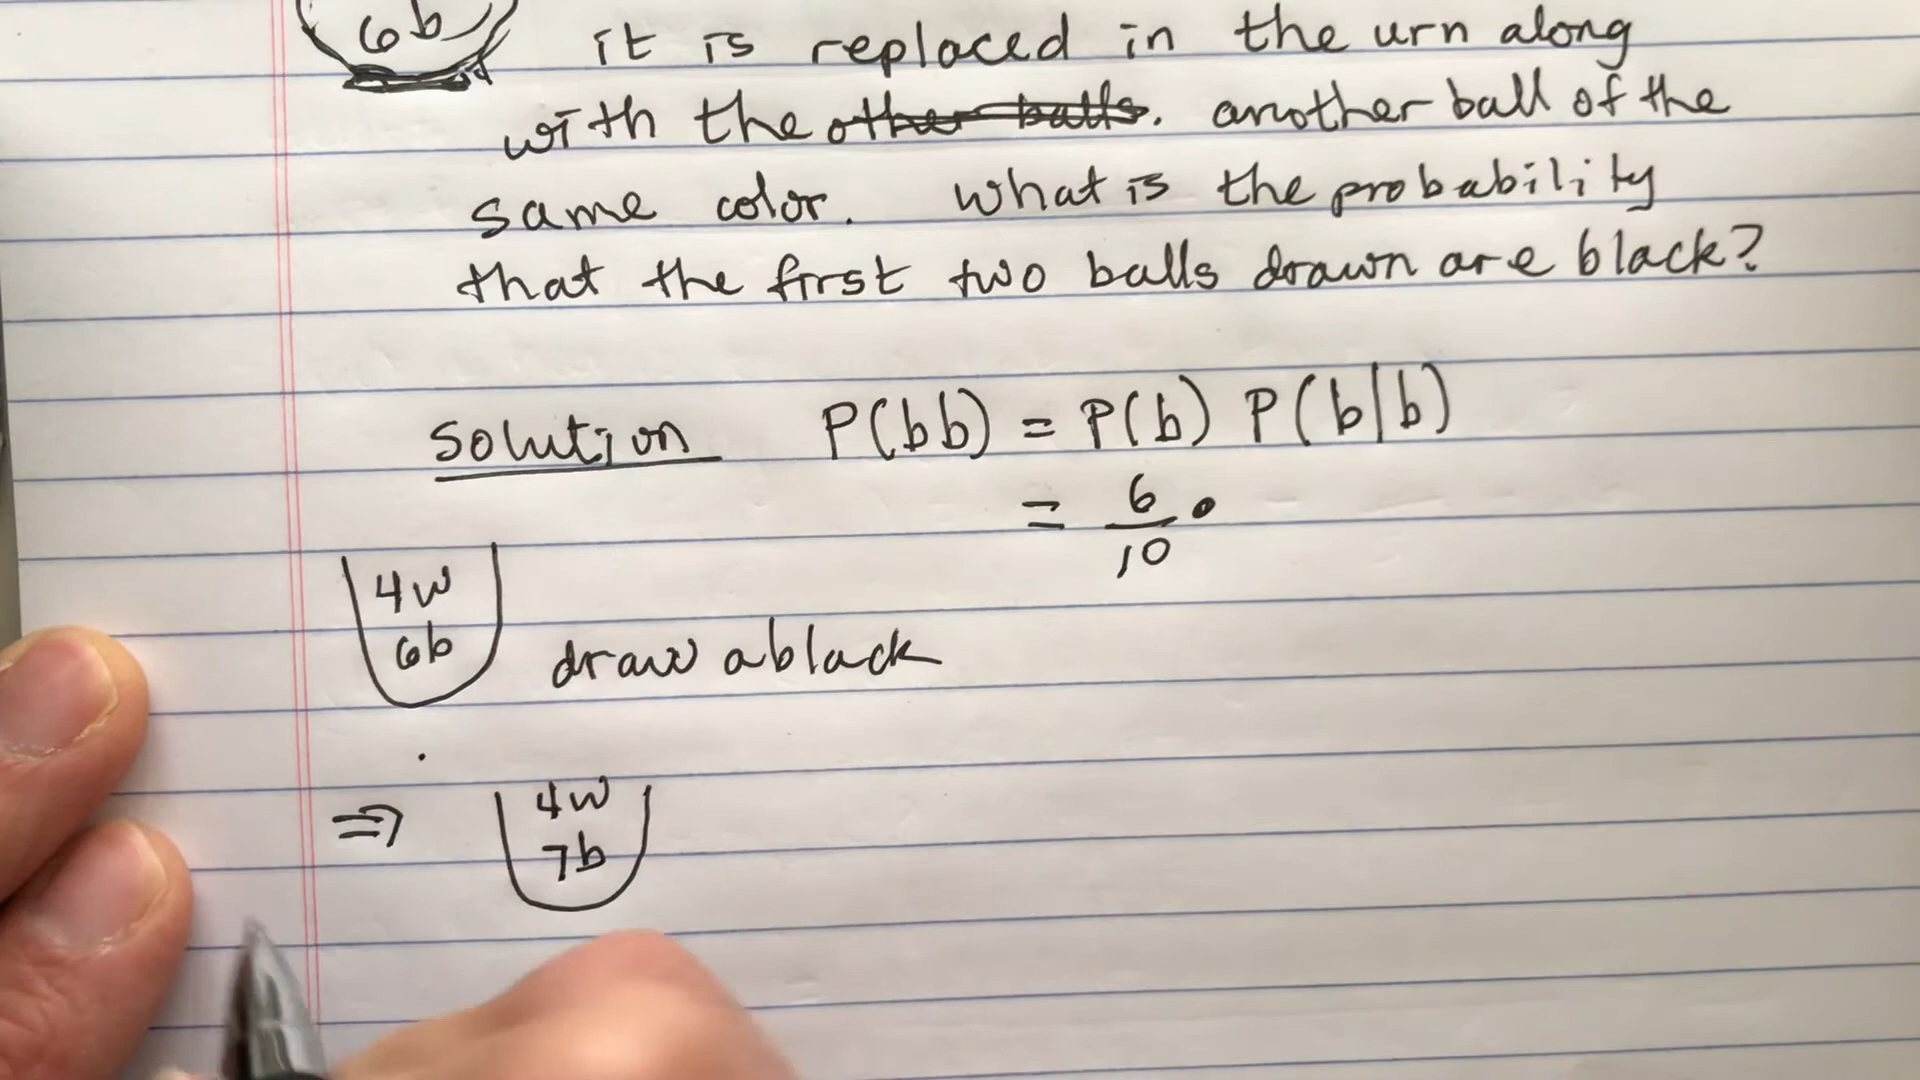 6b
it is replaced in the urn along
with the other balls. another ball of the
same color. What is the probability
that the first two balls drawn are black?
Solution P(bb) = P(b) P(b|b)
= 6/10 •
4w
6b
draw a black
⇒ 4w
7b